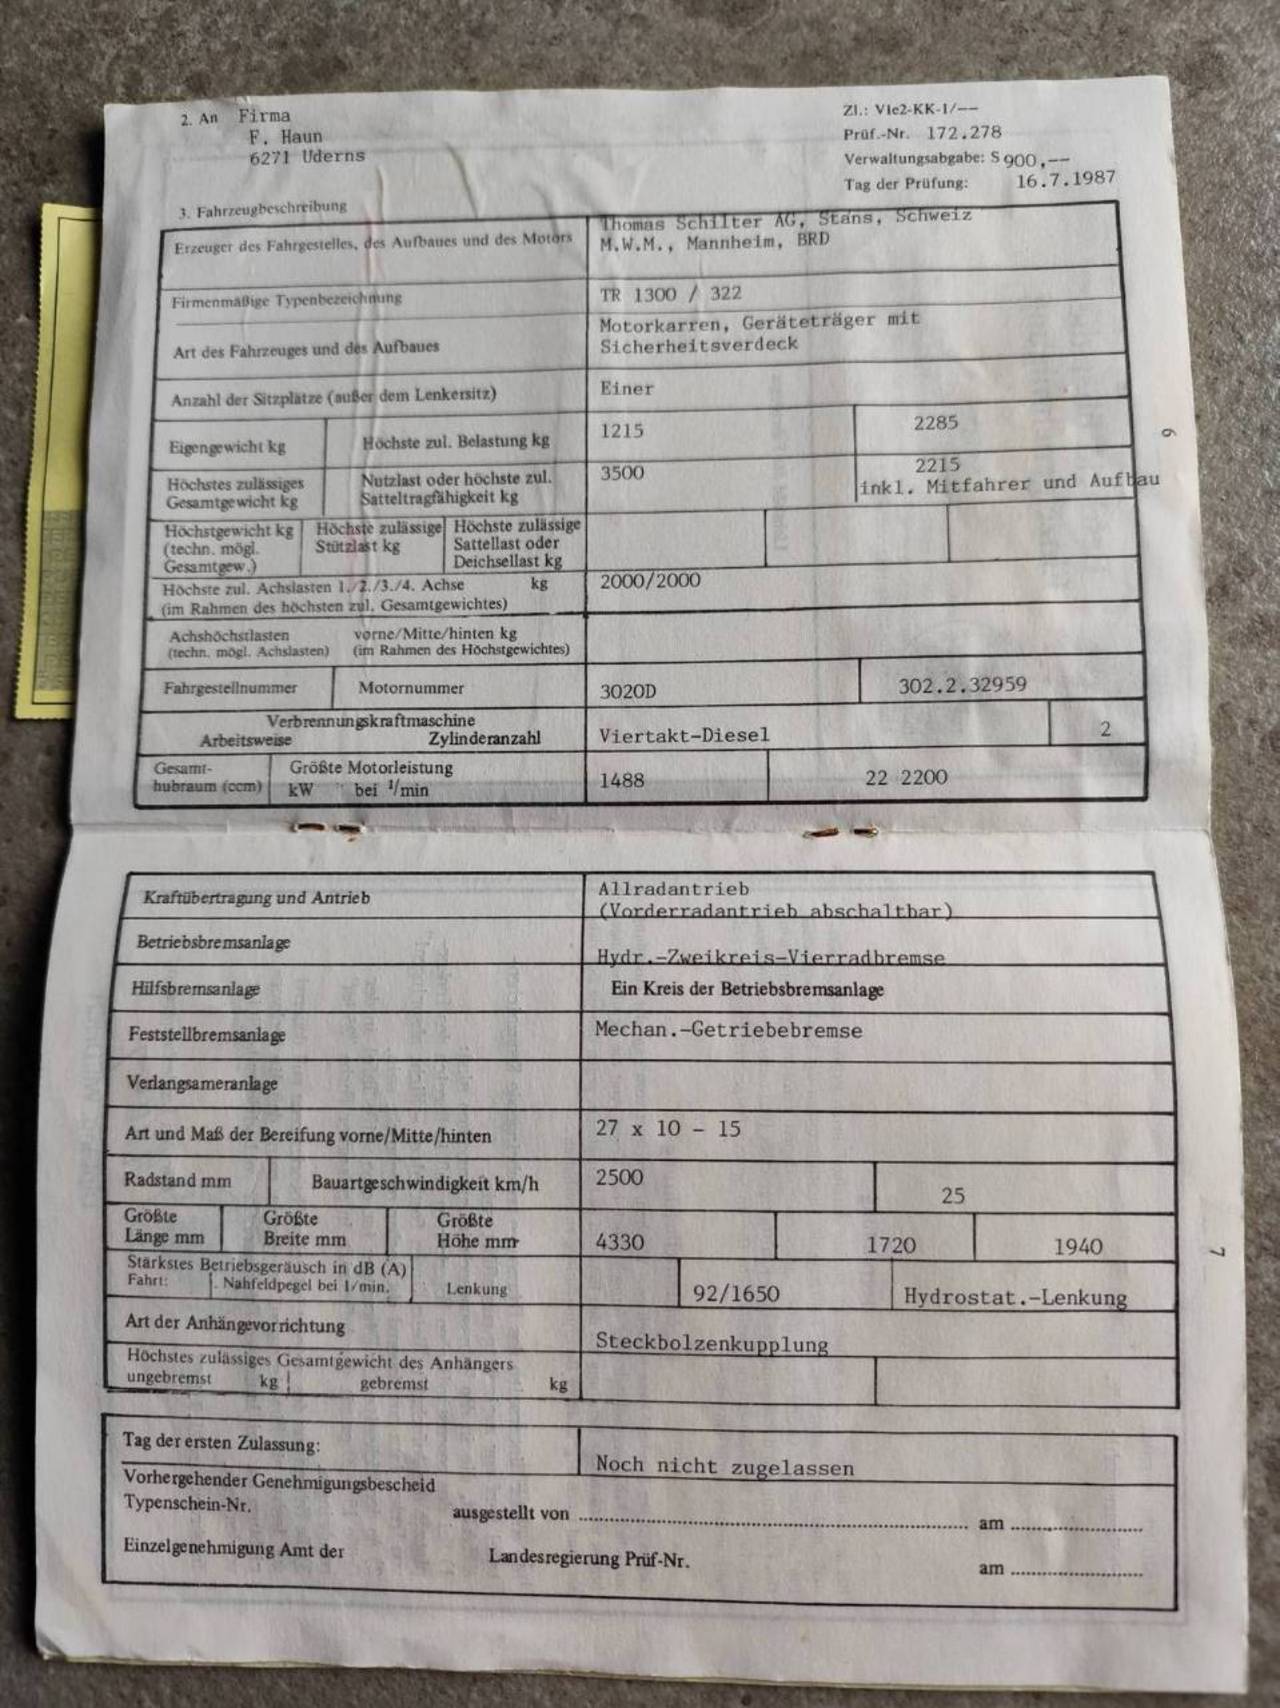 2. An Firma
F. Haun
6271 Uderns
Zl.: VIe2-KK-1/--
Prüf.-Nr. 172.278
Verwaltungsabgabe: S 900,--
Tag der Prüfung: 16.7.1987
3. Fahrzeugbeschreibung
Erzeuger des Fahrgestelles, des Aufbaues und des Motors
Thomas Schilter AG, Stans, Schweiz
M.W.M., Mannheim, BRD
Firmenmäßige Typenbezeichnung TR 1300 / 322
Art des Fahrzeuges und des Aufbaues
Motorkarren, Geräteträger mit
Sicherheitsverdeck
Anzahl der Sitzplätze (außer dem Lenkersitz) Einer
Eigengewicht kg Höchste zul. Belastung kg 1215 2285
Höchstes zulässiges
Gesamtgewicht kg
Nutzlast oder höchste zul.
Satteltragfähigkeit kg
3500
2215
inkl. Mitfahrer und Aufbau
6
Höchstgewicht kg
(techn. mögl.
Gesamtgew.)
Höchste zulässige
Stützlast kg
Höchste zulässige
Sattellast oder
Deichsellast kg
Höchste zul. Achslasten 1./2./3./4. Achse kg
(im Rahmen des höchsten zul. Gesamtgewichtes)
2000/2000
Achshöchstlasten vorne/Mitte/hinten kg
(techn. mögl. Achslasten) (im Rahmen des Höchstgewichtes)
Fahrgestellnummer Motornummer 3020D 302.2.32959
Verbrennungskraftmaschine
Arbeitsweise Zylinderanzahl
Viertakt-Diesel 2
Gesamt-
hubraum (ccm)
Größte Motorleistung
kW bei 1/min
1488 22 2200
Kraftübertragung und Antrieb
Allradantrieb
(Vorderradantrieb abschaltbar)
Betriebsbremsanlage Hydr.-Zweikreis-Vierradbremse
Hilfsbremsanlage Ein Kreis der Betriebsbremsanlage
Feststellbremsanlage Mechan.-Getriebebremse
Verlangsameranlage
Art und Maß der Bereifung vorne/Mitte/hinten 27 x 10 - 15
Radstand mm Bauartgeschwindigkeit km/h 2500 25
Größte
Länge mm
Größte
Breite mm
Größte
Höhe mm
4330 1720 1940
7
Stärkstes Betriebsgeräusch in dB (A)
Fahrt: Nahfeldpegel bei 1/min. Lenkung
92/1650 Hydrostat.-Lenkung
Art der Anhängevorrichtung Steckbolzenkupplung
Höchstes zulässiges Gesamtgewicht des Anhängers
ungebremst kg gebremst kg
Tag der ersten Zulassung: Noch nicht zugelassen
Vorhergehender Genehmigungsbescheid
Typenschein-Nr. ausgestellt von ........ am ........
Einzelgenehmigung Amt der Landesregierung Prüf-Nr. am ........